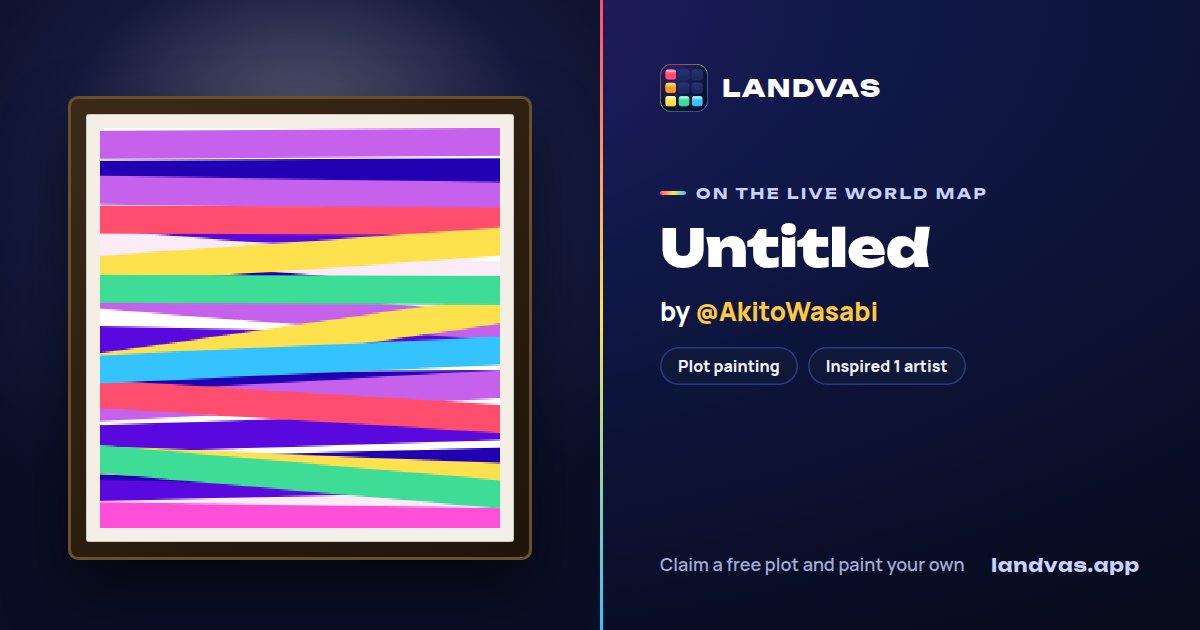 LANDVAS
ON THE LIVE WORLD MAP
Untitled
by @AkitoWasabi
Plot painting
Inspired 1 artist
Claim a free plot and paint your own
landvas.app